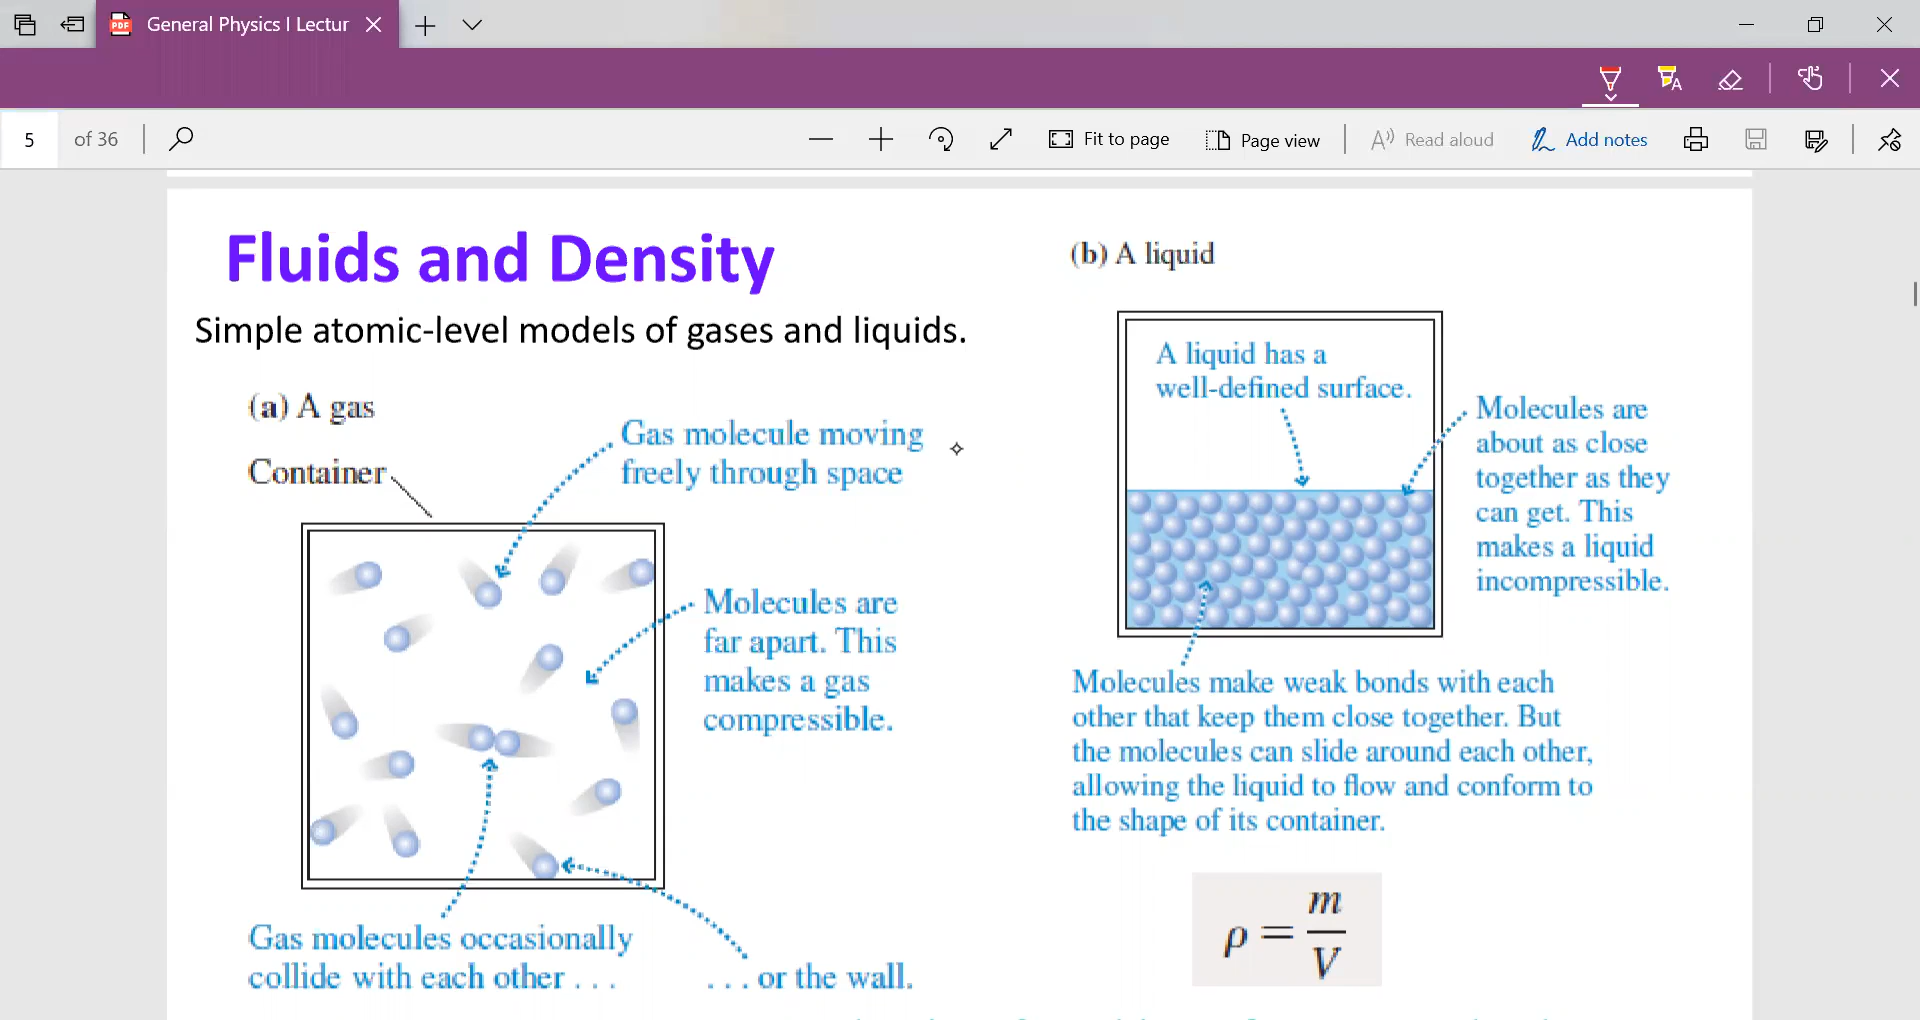 General Physics I Lectur
5 of 36
Fit to page
Page view
Read aloud
Add notes
Fluids and Density
Simple atomic-level models of gases and liquids.
(a) A gas
Container
Gas molecule moving
freely through space
Molecules are
far apart. This
makes a gas
compressible.
Gas molecules occasionally
collide with each other . . .
. . . or the wall.
(b) A liquid
A liquid has a
well-defined surface.
Molecules are
about as close
together as they
can get. This
makes a liquid
incompressible.
Molecules make weak bonds with each
other that keep them close together. But
the molecules can slide around each other,
allowing the liquid to flow and conform to
the shape of its container.
ρ = m/V